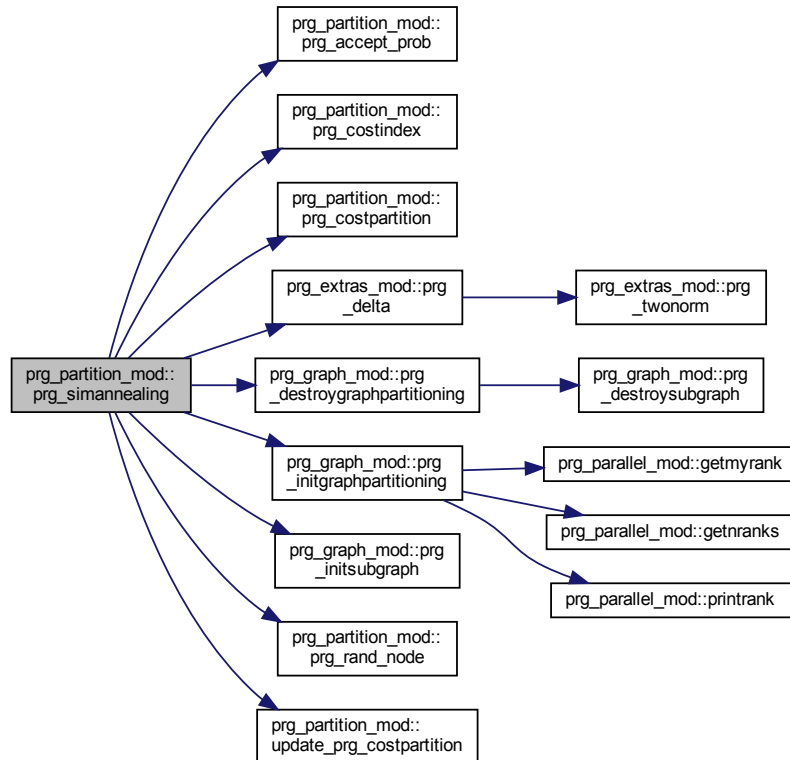 prg_partition_mod::
prg_accept_prob
prg_partition_mod::
prg_costindex
prg_partition_mod::
prg_costpartition
prg_extras_mod::prg
_delta
prg_extras_mod::prg
_twonorm
prg_partition_mod::
prg_simannealing
prg_graph_mod::prg
_destroygraphpartitioning
prg_graph_mod::prg
_destroysubgraph
prg_graph_mod::prg
_initgraphpartitioning
prg_parallel_mod::getmyrank
prg_parallel_mod::getnranks
prg_parallel_mod::printrank
prg_graph_mod::prg
_initsubgraph
prg_partition_mod::
prg_rand_node
prg_partition_mod::
update_prg_costpartition